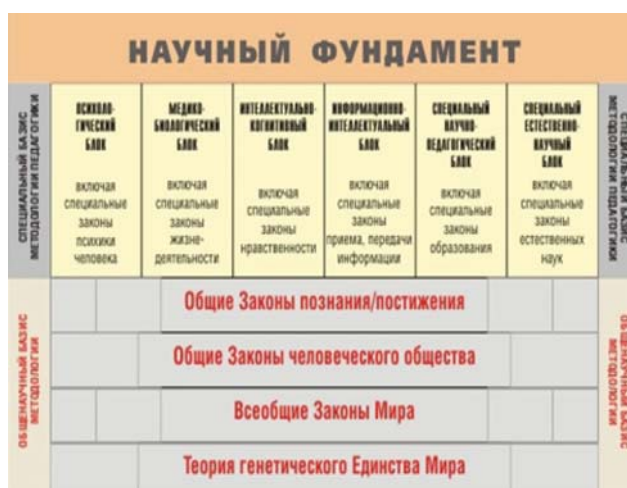 НАУЧНЫЙ ФУНДАМЕНТ
СПЕЦИАЛЬНЫЙ БАЗИС
МЕТОДОЛОГИИ ПЕДАГОГИКИ
ПСИХОЛО-
ГИЧЕСКИЙ
БЛОК
включая
специальные
законы
психики
человека
МЕДИКО-
БИОЛОГИЧЕСКИЙ
БЛОК
включая
специальные
законы
жизне-
деятельности
ИНТЕЛЛЕКТУАЛЬНО-
КОГНИТИВНЫЙ
БЛОК
включая
специальные
законы
нравственности
ИНФОРМАЦИОННО-
ИНТЕЛЛЕКТУАЛЬНЫЙ
БЛОК
включая
специальные
законы
приема, передачи
информации
СПЕЦИАЛЬНЫЙ
НАУЧНО-
ПЕДАГОГИЧЕСКИЙ
БЛОК
включая
специальные
законы
образования
СПЕЦИАЛЬНЫЙ
ЕСТЕСТВЕННО-
НАУЧНЫЙ
БЛОК
включая
специальные
законы
естественных
наук
СПЕЦИАЛЬНЫЙ БАЗИС
МЕТОДОЛОГИИ ПЕДАГОГИКИ
ОБЩЕНАУЧНЫЙ БАЗИС
МЕТОДОЛОГИИ
Общие Законы познания/постижения
Общие Законы человеческого общества
Всеобщие Законы Мира
Теория генетического Единства Мира
ОБЩЕНАУЧНЫЙ БАЗИС
МЕТОДОЛОГИИ